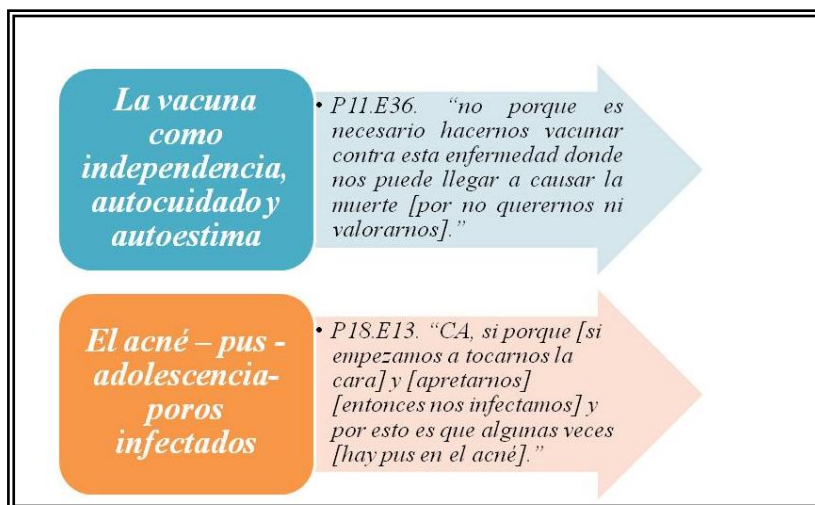 La vacuna
como
independencia,
autocuidado y
autoestima
• P11.E36. “no porque es
necesario hacernos vacunar
contra esta enfermedad donde
nos puede llegar a causar la
muerte [por no querernos ni
valorarnos].”
El acné – pus -
adolescencia-
poros
infectados
• P18.E13. “CA, si porque [si
empezamos a tocarnos la
cara] y [apretarnos]
[entonces nos infectamos] y
por esto es que algunas veces
[hay pus en el acné].”